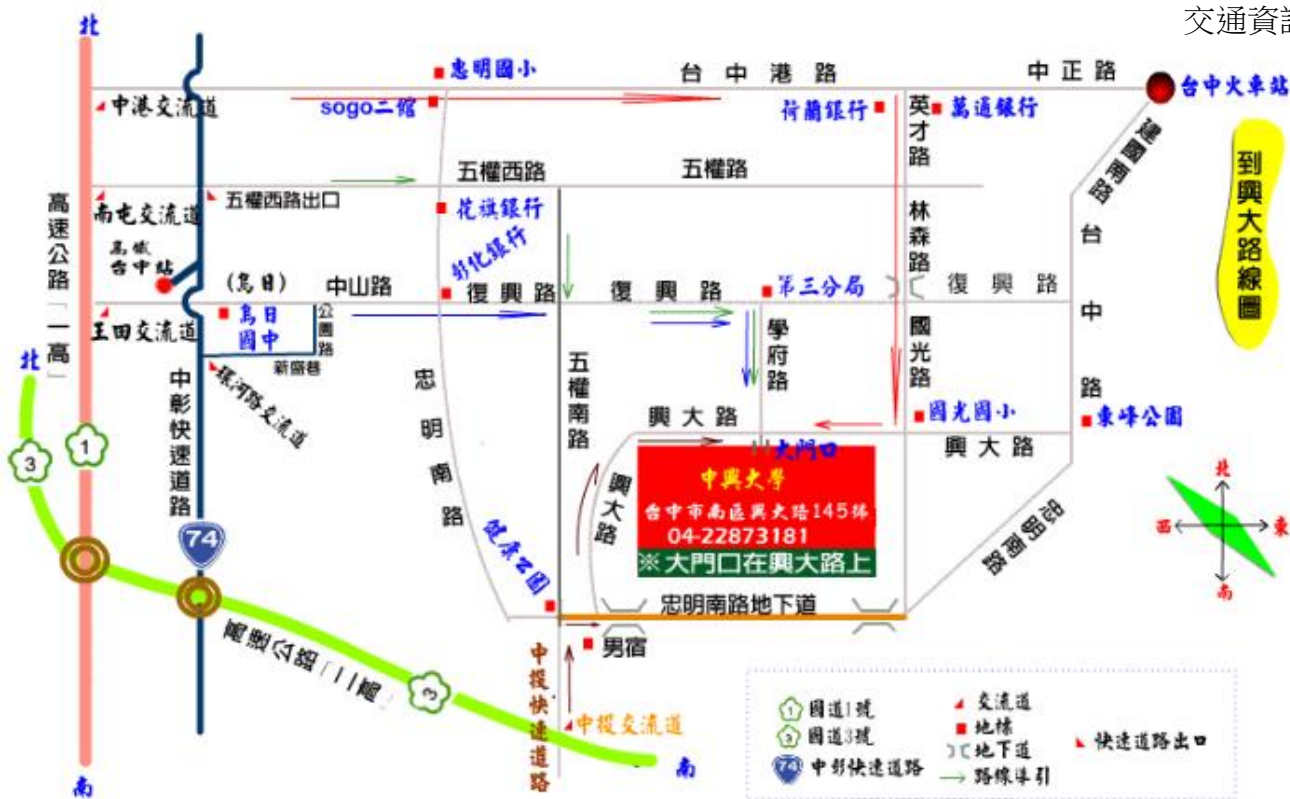 交通資訊
北
惠明國小
台中港路
中正路
台中火車站
中港交流道
sogo二館
荷蘭銀行
英才路
萬通銀行
建國南路
到興大路線圖
五權西路
五權路
高速公路「一高」
南屯交流道
五權西路出口
花旗銀行
林森路
高鐵
台中站
彰化銀行
台中路
(烏日)
中山路
復興路
復興路
第三分局
復興路
王田交流道
烏日
國中
公園路
新盛巷
環河路交流道
學府路
國光路
北
中彰快速道路
忠明南路
五權南路
興大路
國光國小
東峰公園
1
3
大門口
興大路
中興大學
台中市南區興大路145號
04-22873181
※大門口在興大路上
興大路
忠明南路
北
西
東
南
74
健康公園
忠明南路地下道
高速公路「二高」
3
男宿
中投快速道路
中投交流道
南
南
1 國道1號
3 國道3號
74 中彰快速道路
交流道
地標
地下道
路線導引
快速道路出口